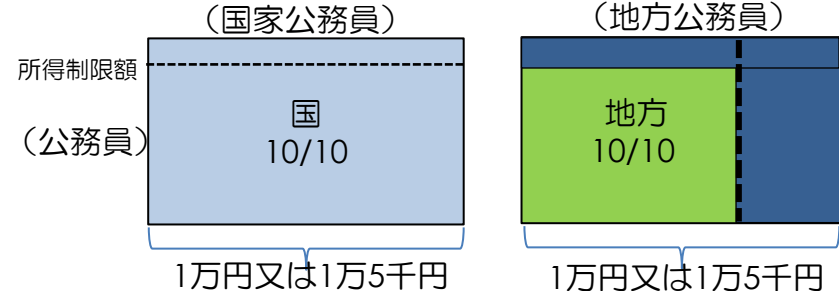 （国家公務員）
（地方公務員）
所得制限額
（公務員）
国
10/10
地方
10/10
1万円又は1万5千円
1万円又は1万5千円